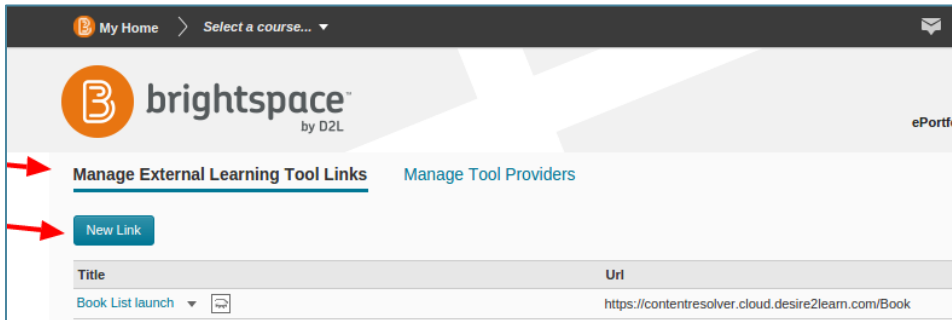 My Home Select a course...
brightspace
by D2L
ePortf
Manage External Learning Tool Links Manage Tool Providers
New Link
Title Url
Book List launch https://contentresolver.cloud.desire2learn.com/Book